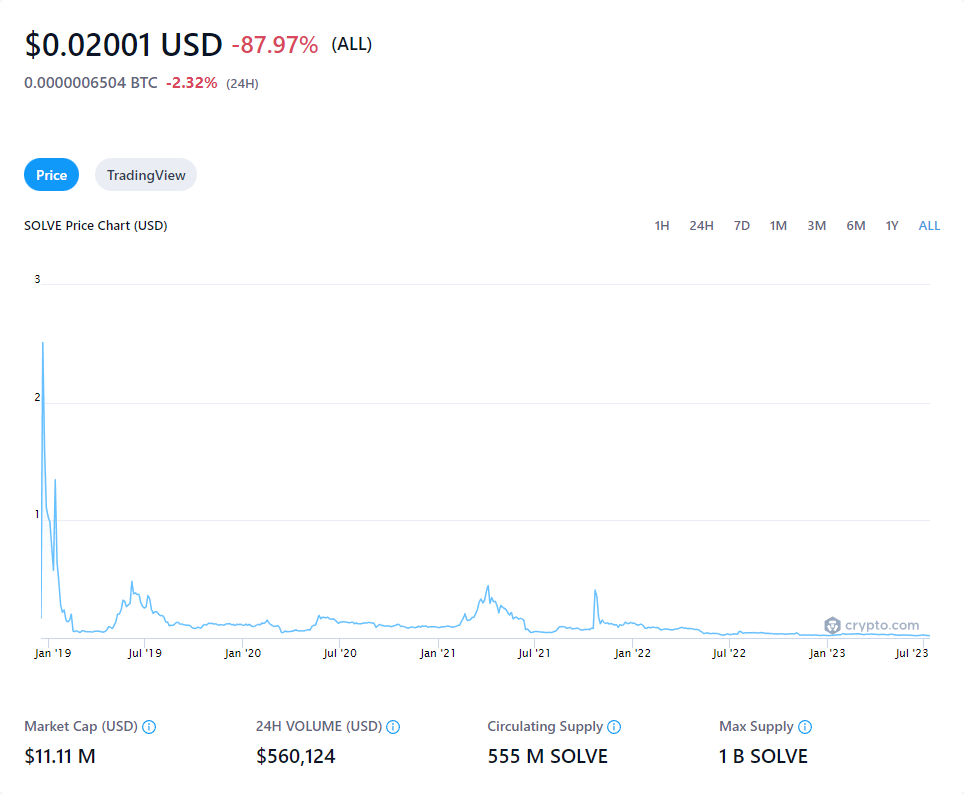 $0.02001 USD -87.97% (ALL)
0.0000006504 BTC -2.32% (24H)
Price TradingView
SOLVE Price Chart (USD) 1H 24H 7D 1M 3M 6M 1Y ALL
3
2
1
crypto.com
Jan '19 Jul '19 Jan '20 Jul '20 Jan '21 Jul '21 Jan '22 Jul '22 Jan '23 Jul '23
Market Cap (USD) 24H VOLUME (USD) Circulating Supply Max Supply
$11.11 M $560,124 555 M SOLVE 1 B SOLVE